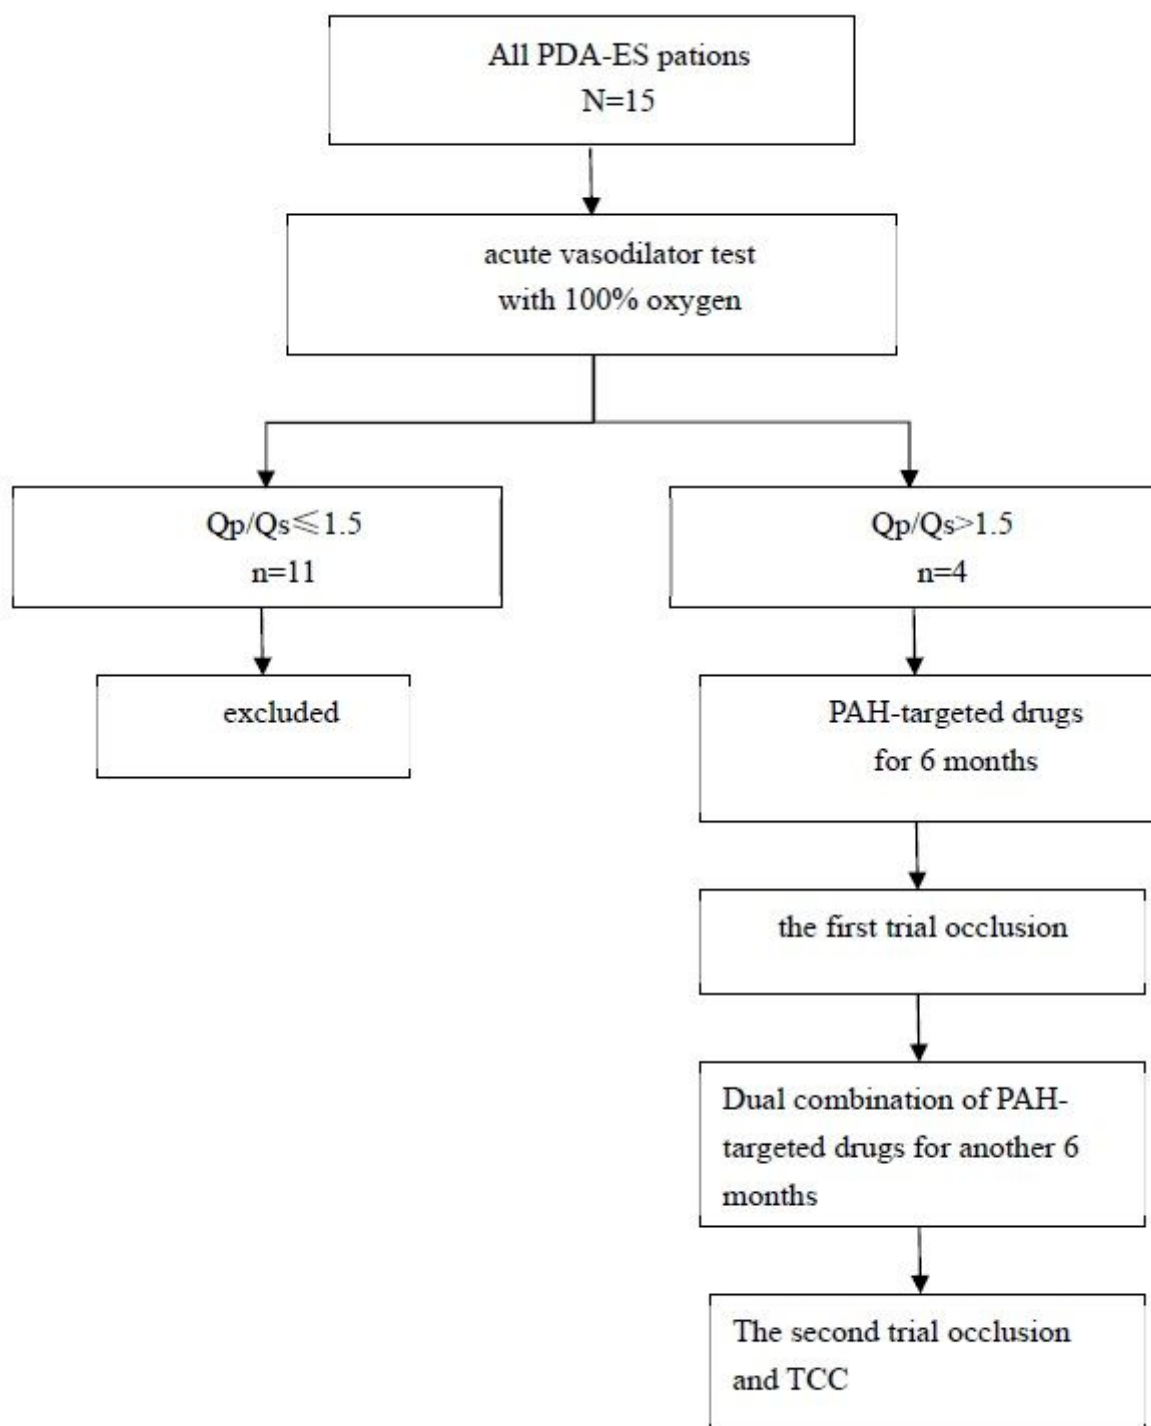 All PDA-ES pations
N=15
acute vasodilator test
with 100% oxygen
Qp/Qs≤1.5
n=11
Qp/Qs>1.5
n=4
excluded
PAH-targeted drugs
for 6 months
the first trial occlusion
Dual combination of PAH-
targeted drugs for another 6
months
The second trial occlusion
and TCC